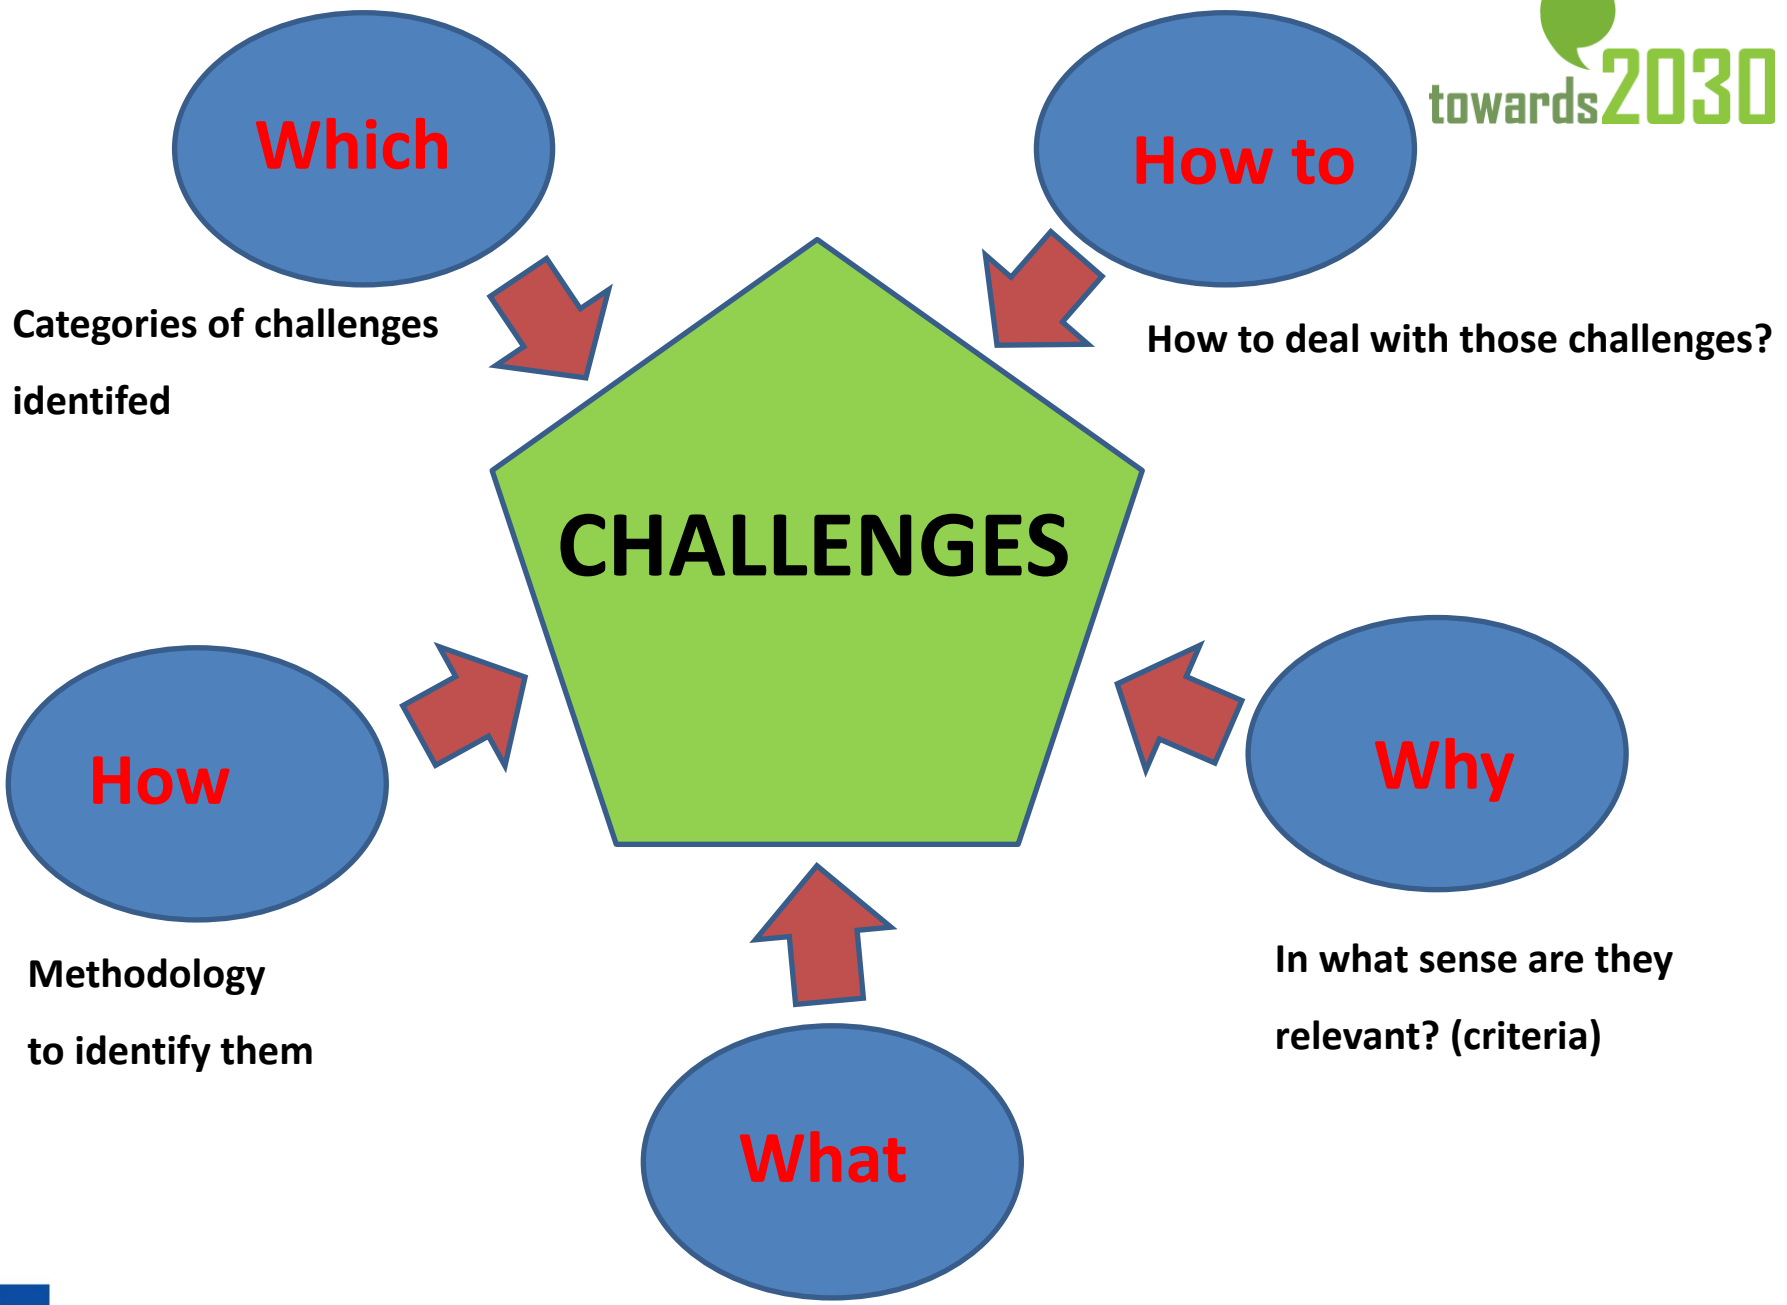 towards2030
Which
How to
Categories of challenges
identifed
How to deal with those challenges?
CHALLENGES
How
Why
Methodology
to identify them
In what sense are they
relevant? (criteria)
What